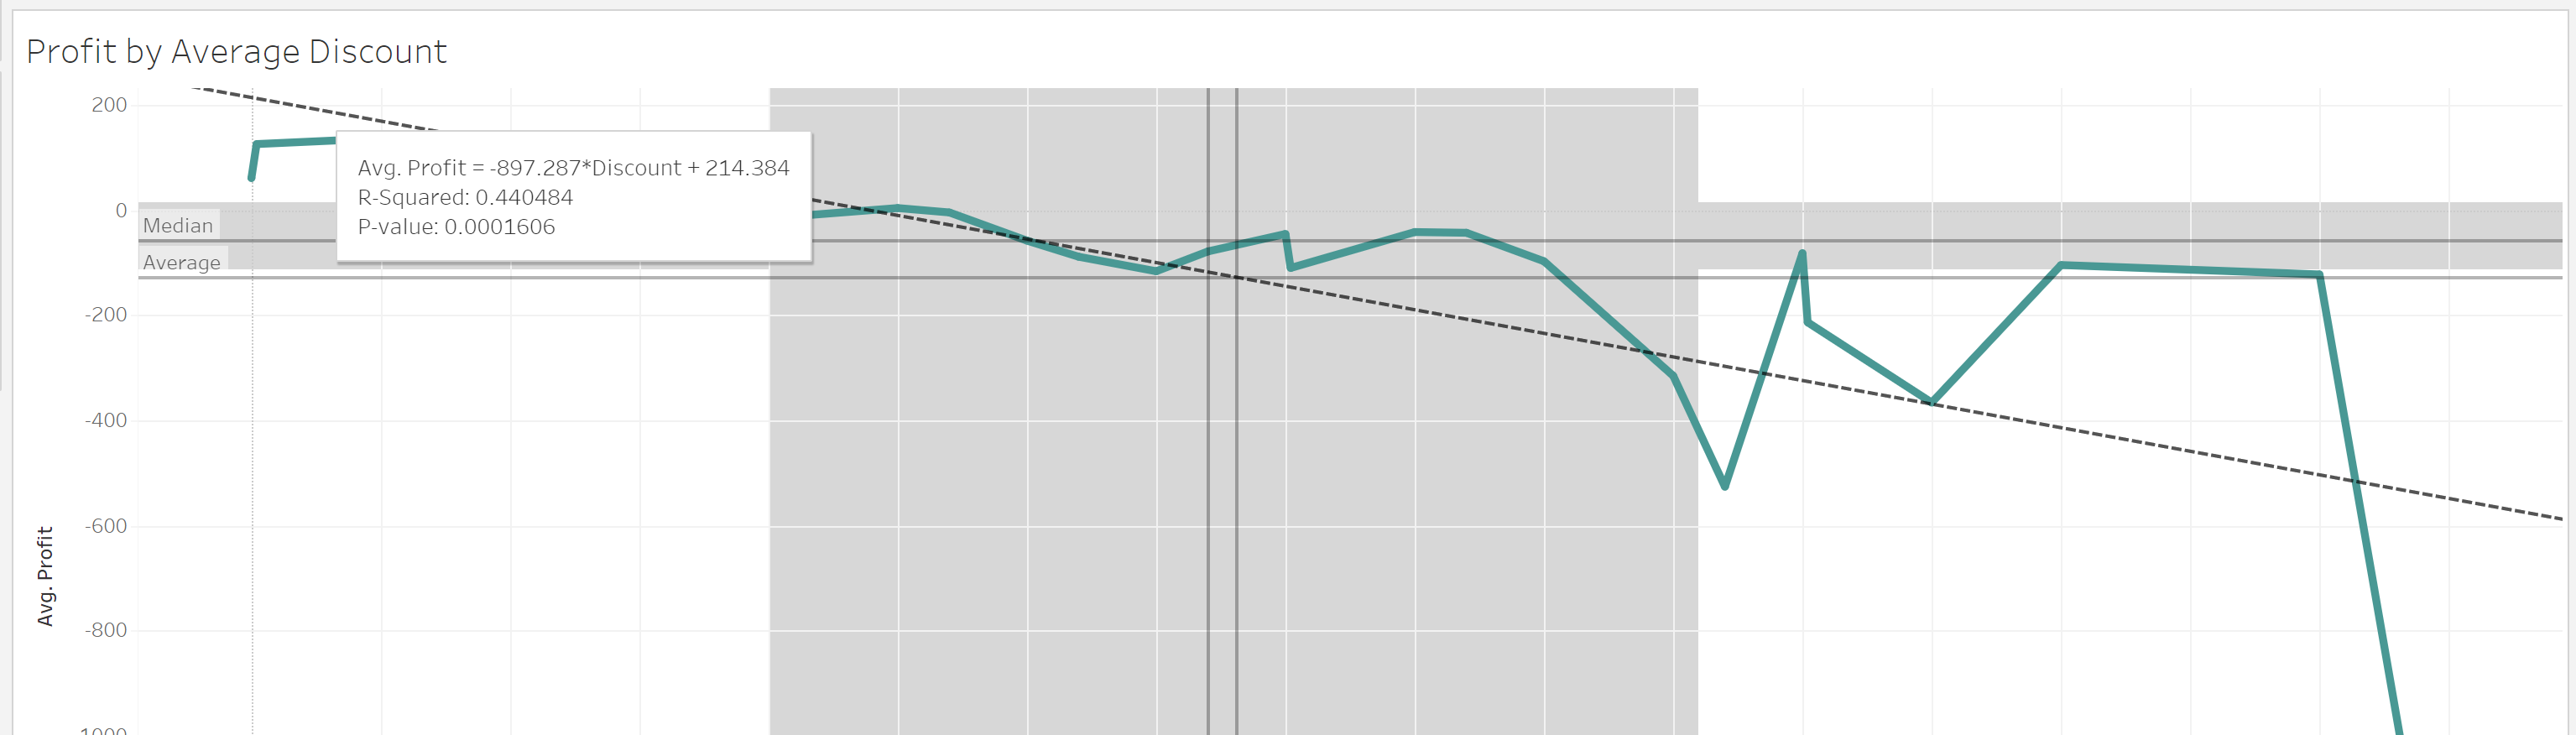 Profit by Average Discount
200
0
-200
-400
-600
-800
Avg. Profit
Median
Average
Avg. Profit = -897.287*Discount + 214.384
R-Squared: 0.440484
P-value: 0.0001606